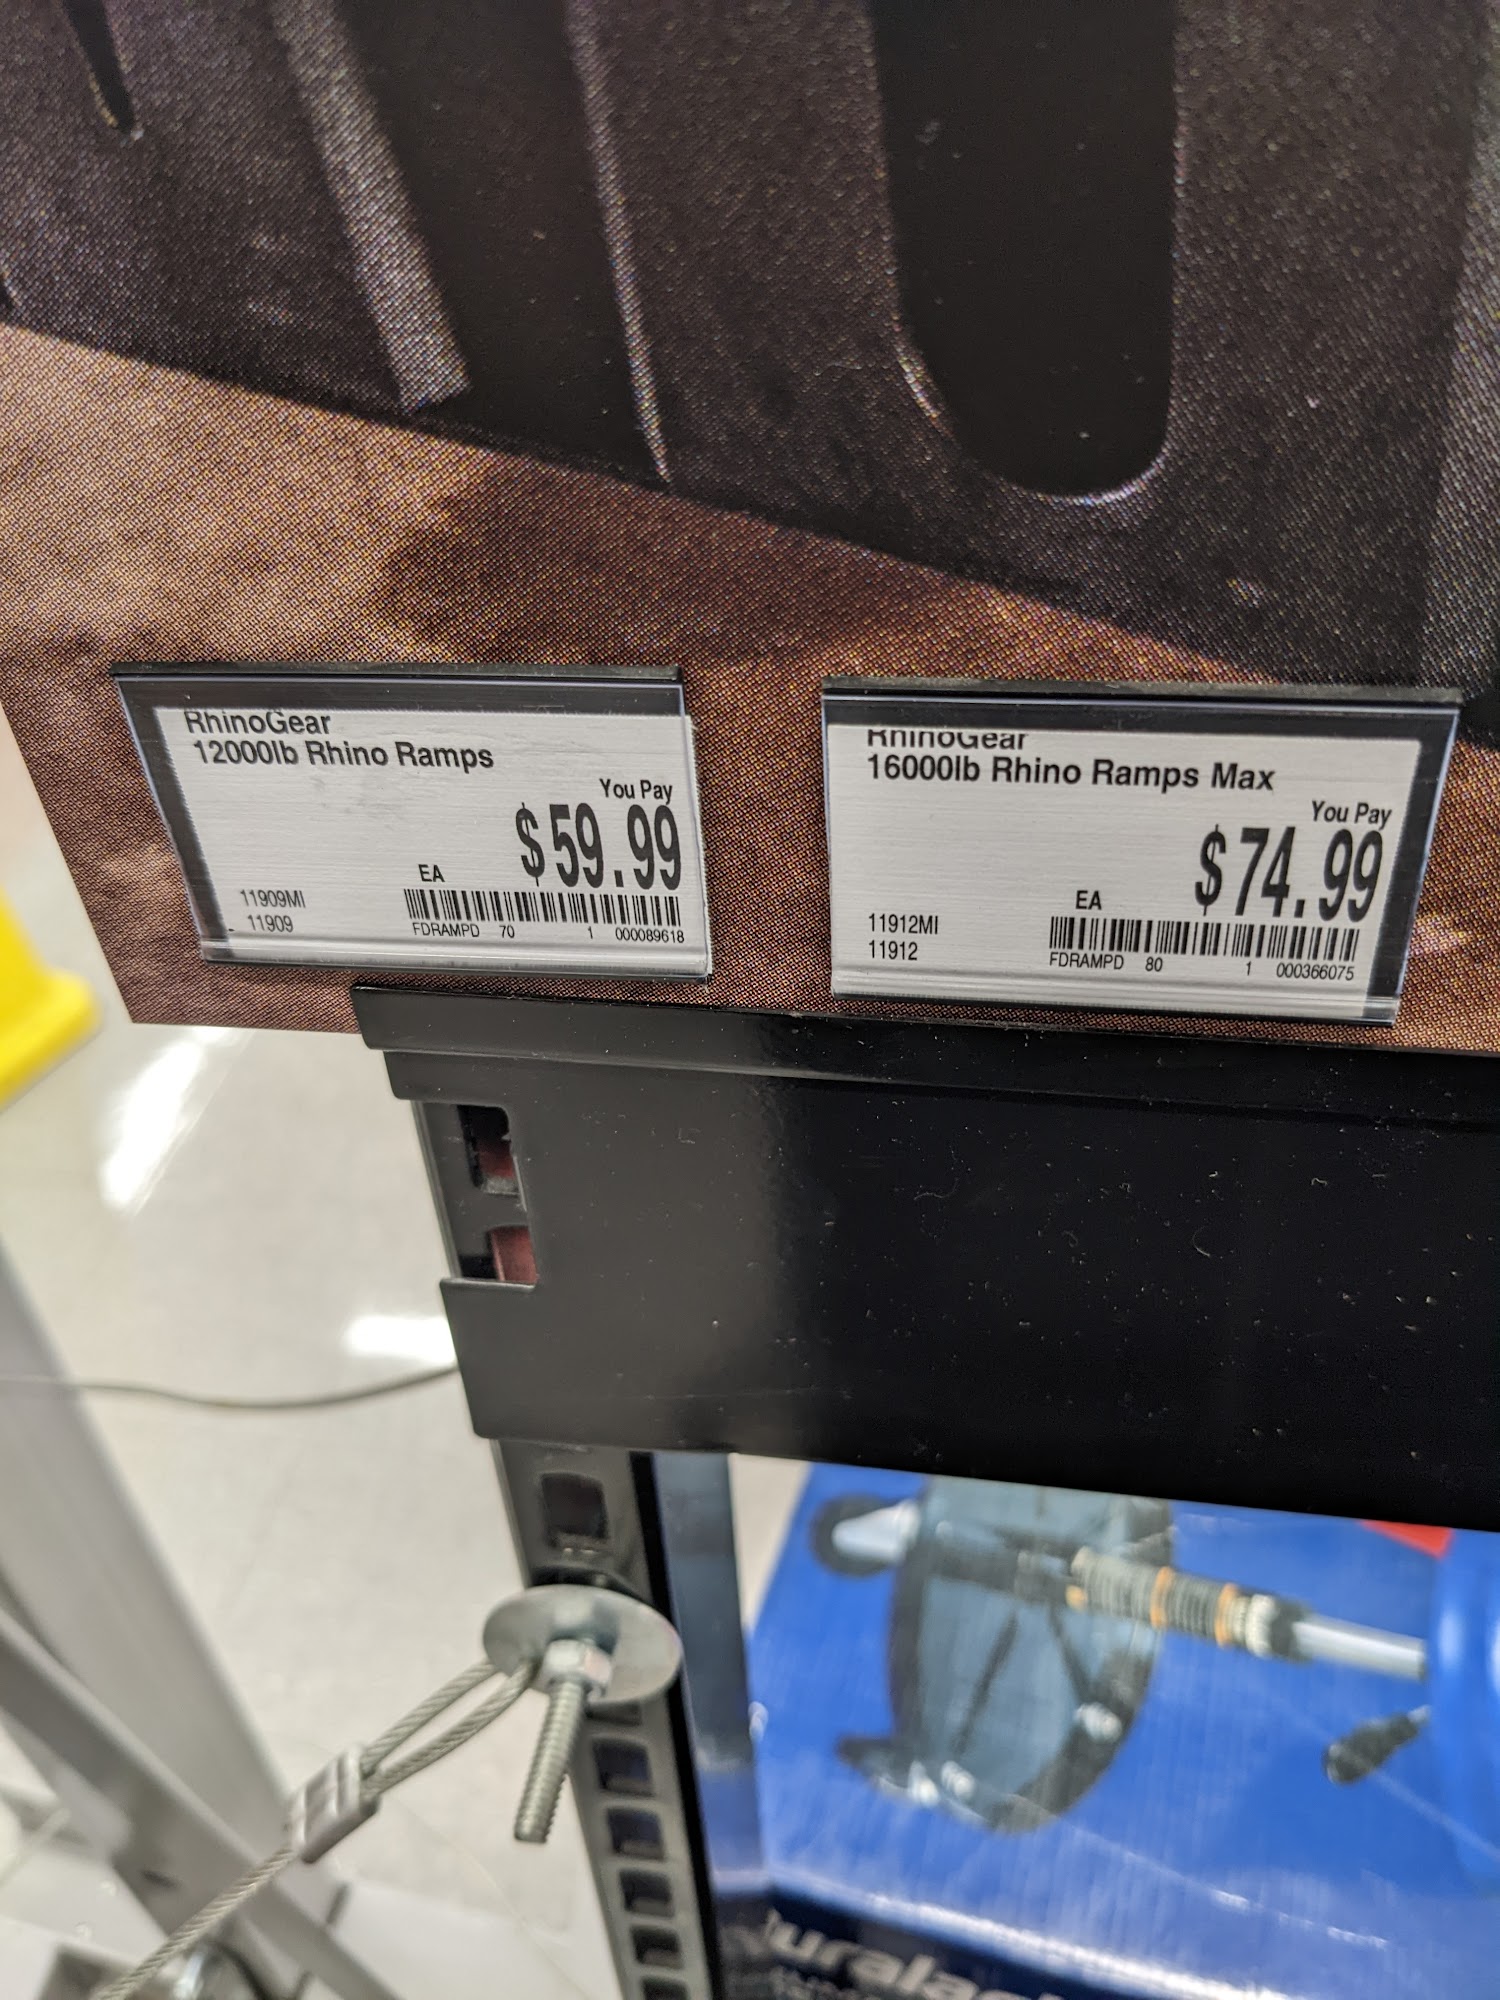 RhinoGear
12000lb Rhino Ramps
You Pay
$59.99
EA
11909MI
11909
FDRAMPD 70 1 000089618
RhinoGear
16000lb Rhino Ramps Max
You Pay
$74.99
EA
11912MI
11912
FDRAMPD 80 1 000366075